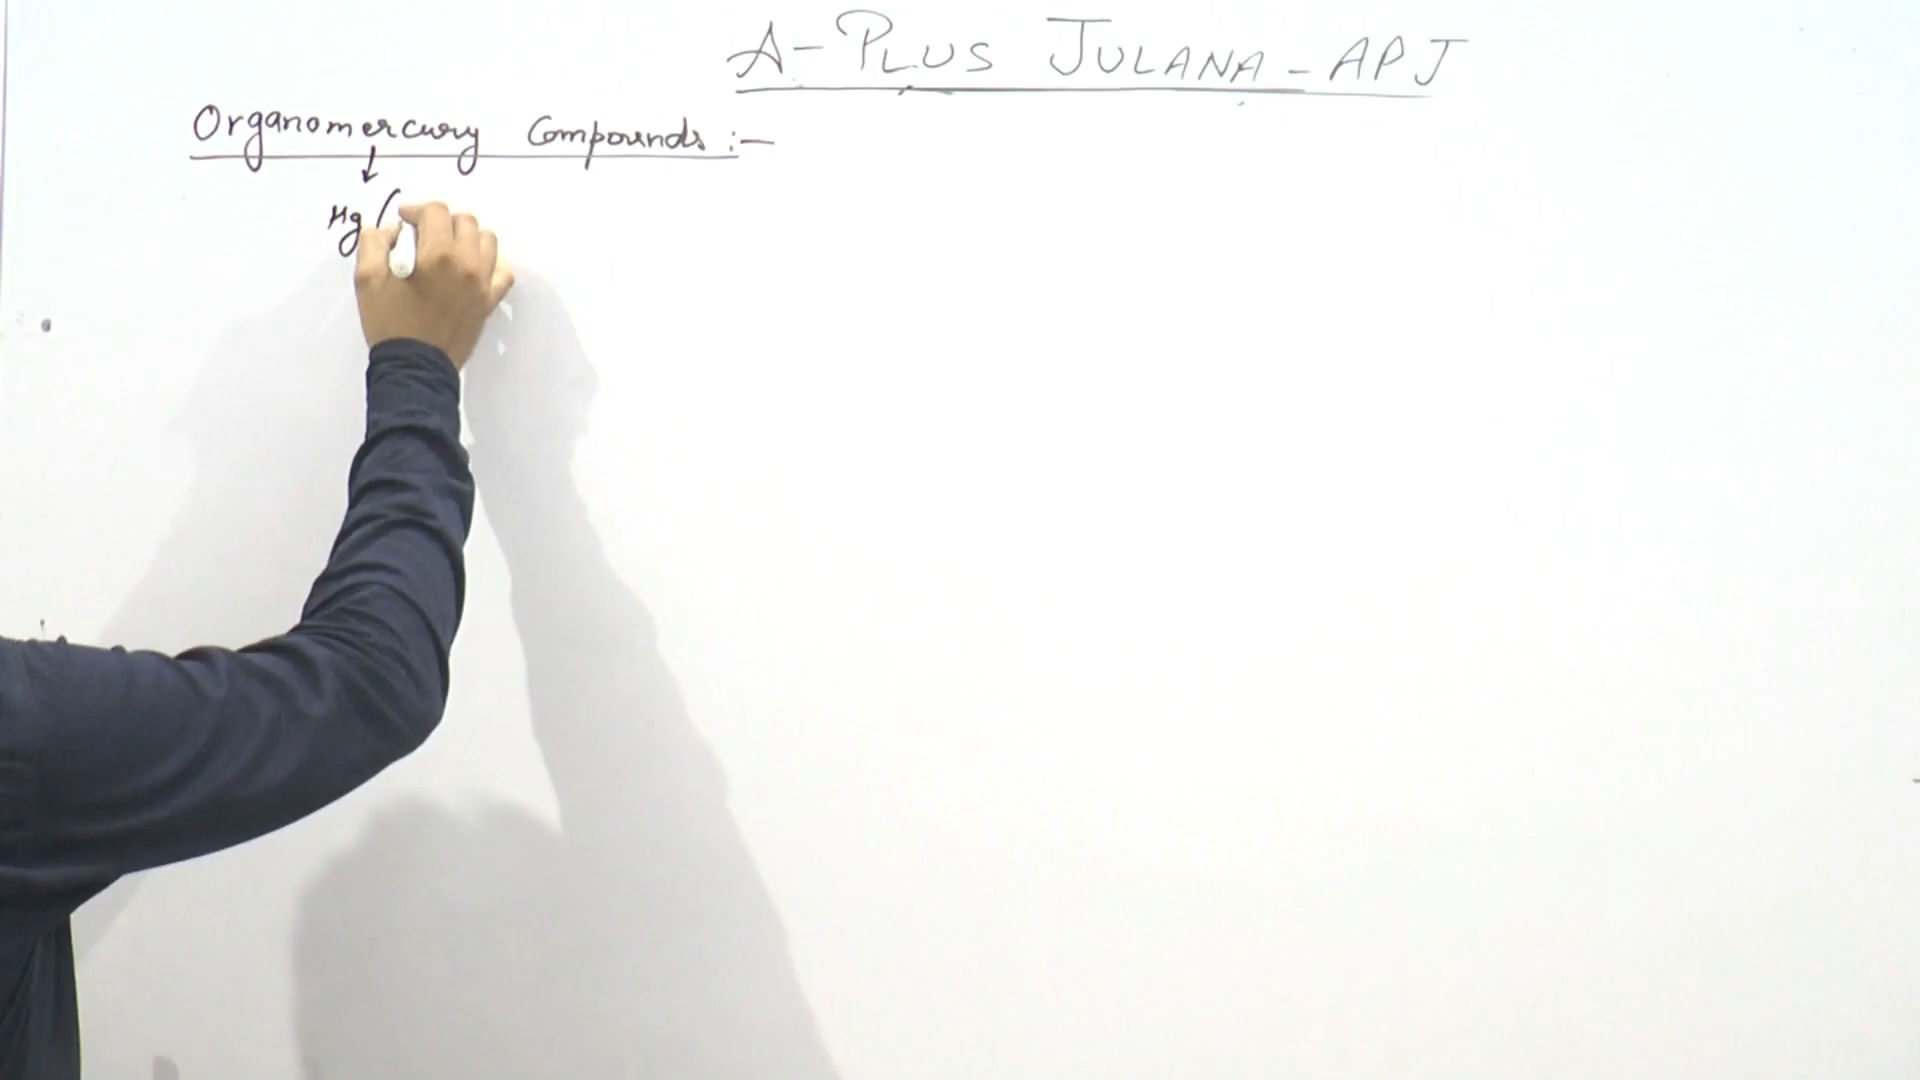 A-PLUS JULANA - APJ
Organomercury Compounds :-
↓
Hg (